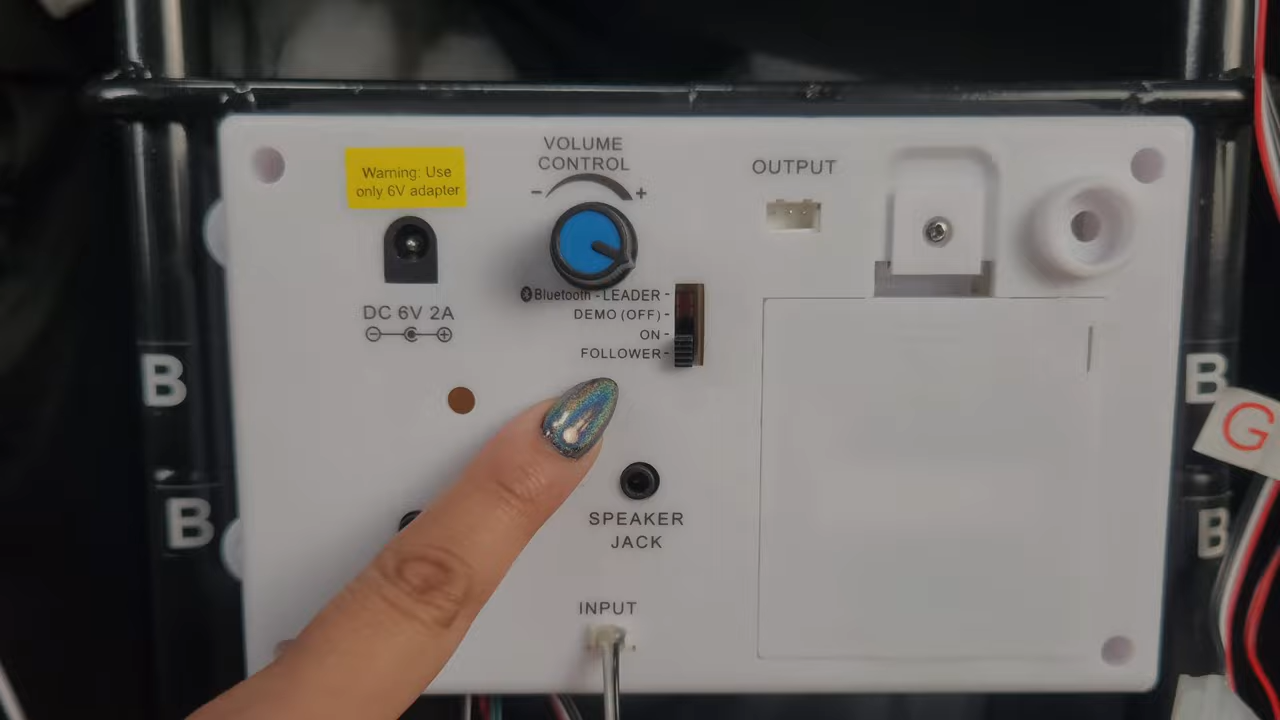 Warning: Use
only 6V adapter
VOLUME
CONTROL
- +
OUTPUT
Bluetooth - LEADER -
DEMO (OFF) -
ON -
FOLLOWER -
DC 6V 2A
SPEAKER
JACK
INPUT
B
B
B
B
G